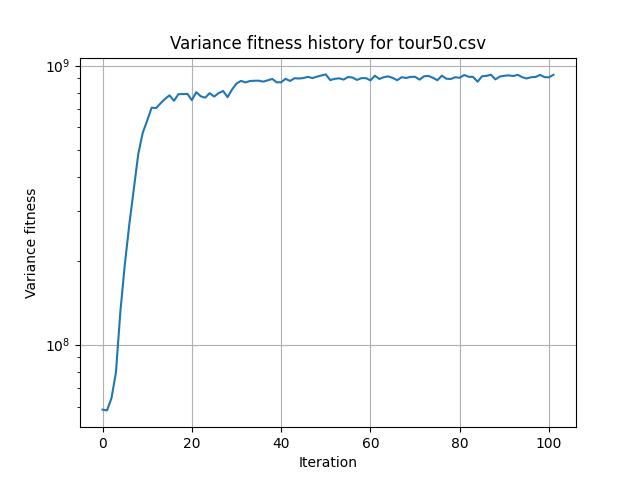 Variance fitness history for tour50.csv
10⁹
10⁸
Variance fitness
0 20 40 60 80 100
Iteration